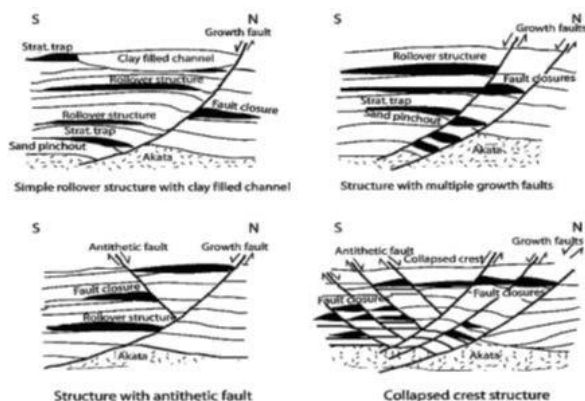 S
N
Growth fault
Strat. trap
Clay filled channel
Rollover structure
Fault closure
Rollover structure
Strat. trap
Sand pinchout
Akata
Simple rollover structure with clay filled channel
S
N
Growth faults
Rollover structure
Fault closures
Strat. trap
Sand pinchout
Akata
Structure with multiple growth faults
S
N
Antithetic fault
Growth fault
Fault closure
Rollover structure
Akata
Structure with antithetic fault
S
N
Growth faults
Antithetic fault
Collapsed crest
Fault closures
Fault closures
Akata
Collapsed crest structure